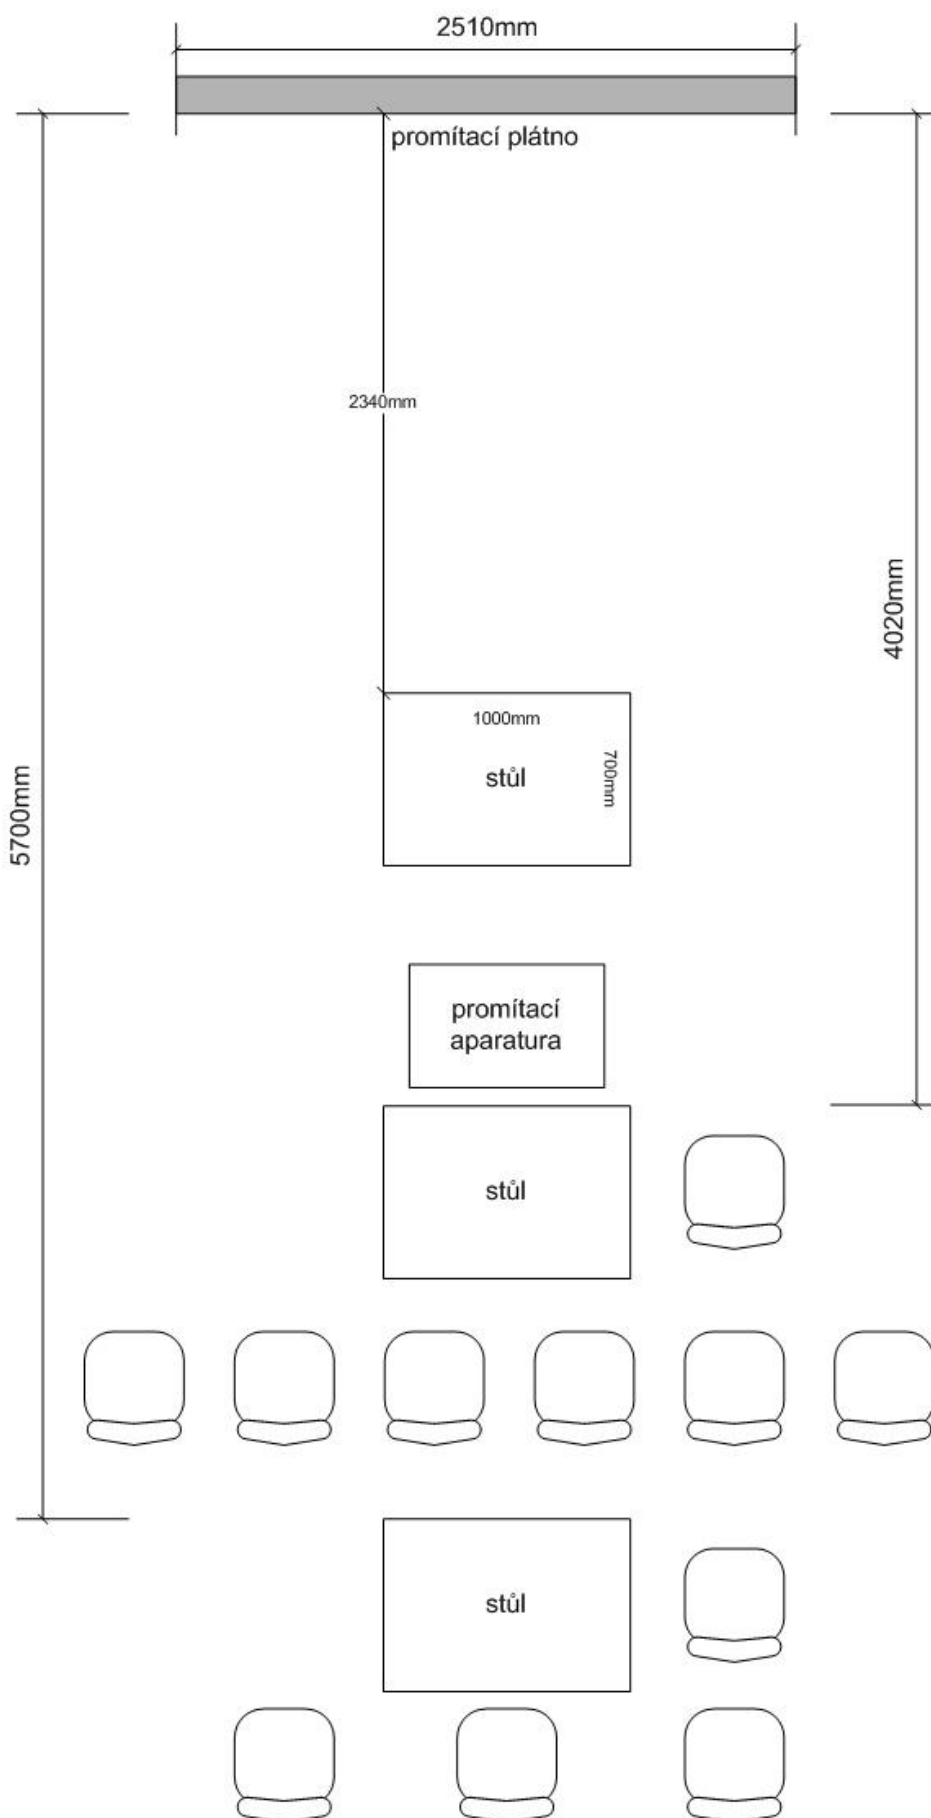 2510mm
promítací plátno
2340mm
4020mm
1000mm
700mm
stůl
5700mm
promítací
aparatura
stůl
stůl